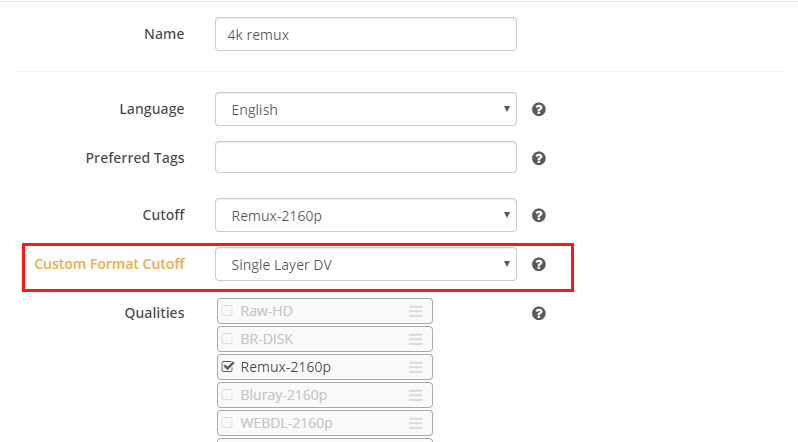 Name 4k remux
Language English
Preferred Tags
Cutoff Remux-2160p
Custom Format Cutoff Single Layer DV
Qualities Raw-HD
BR-DISK
Remux-2160p
Bluray-2160p
WEBDL-2160p